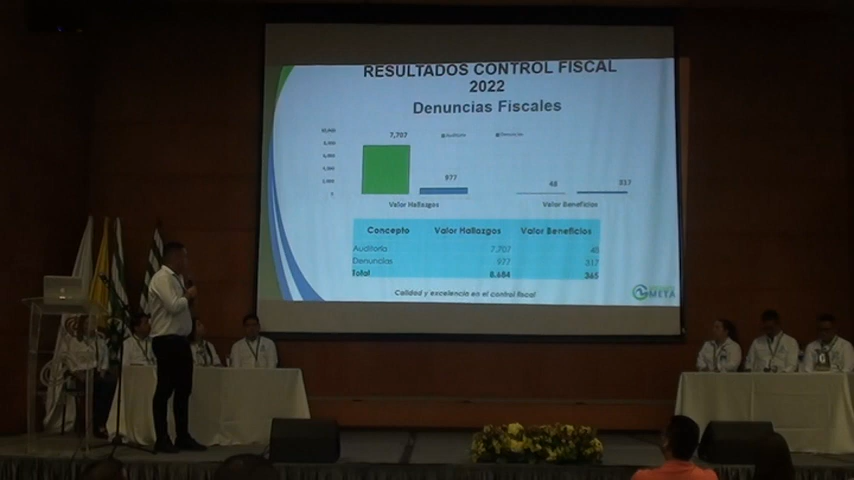 RESULTADOS CONTROL FISCAL
2022
Denuncias Fiscales
7,707
977
48
317
Auditoría
Denuncias
Valor Hallazgos
Valor Beneficios
Concepto Valor Hallazgos Valor Beneficios
Auditoría 7,707 48
Denuncias 977 317
Total 8,684 365
Calidad y excelencia en el control fiscal
META